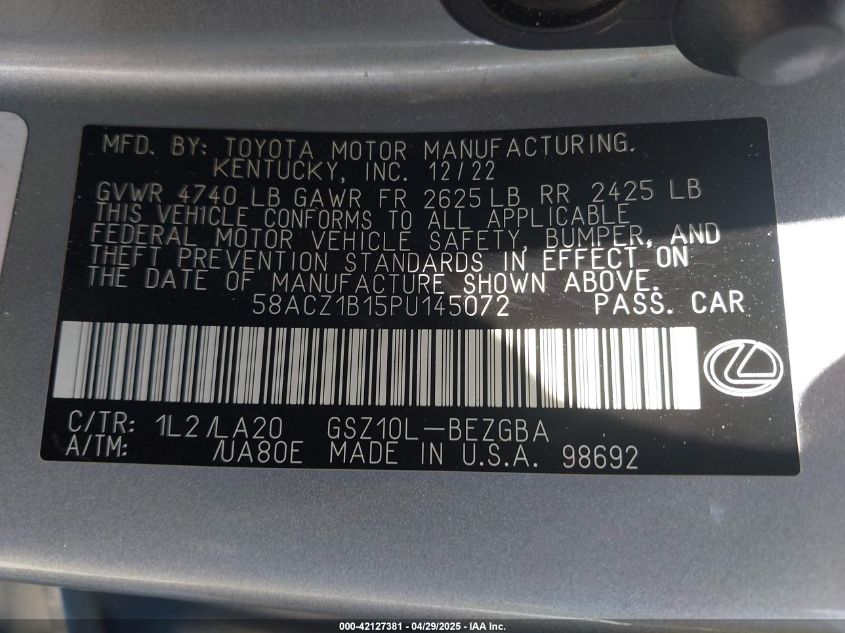 MFD. BY: TOYOTA MOTOR MANUFACTURING.
KENTUCKY, INC. 12/22
GVWR 4740 LB GAWR FR 2625 LB RR 2425 LB
THIS VEHICLE CONFORMS TO ALL APPLICABLE
FEDERAL MOTOR VEHICLE SAFETY, BUMPER, AND
THEFT PREVENTION STANDARDS IN EFFECT ON
THE DATE OF MANUFACTURE SHOWN ABOVE.
58ACZ1B15PU145072 PASS. CAR
C/TR: 1L2/LA20 GSZ10L-BEZGBA
A/TM: /UA80E MADE IN U.S.A. 98692
000-42127381 - 04/29/2025 - IAA Inc.